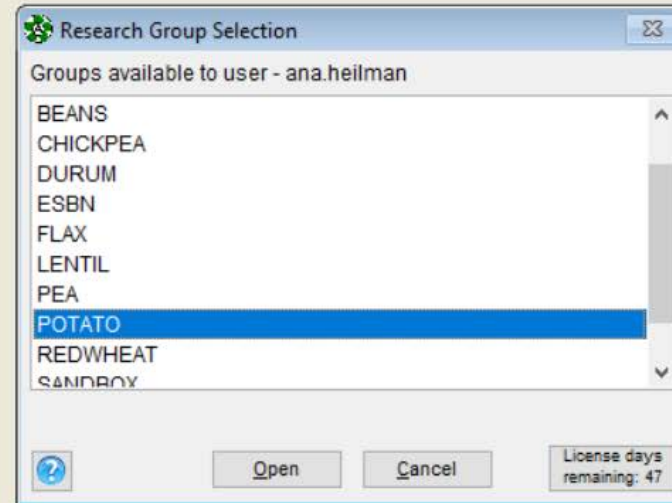 Research Group Selection
Groups available to user - ana.heilman
BEANS
CHICKPEA
DURUM
ESBN
FLAX
LENTIL
PEA
POTATO
REDWHEAT
SANDBOX
Open
Cancel
License days
remaining: 47